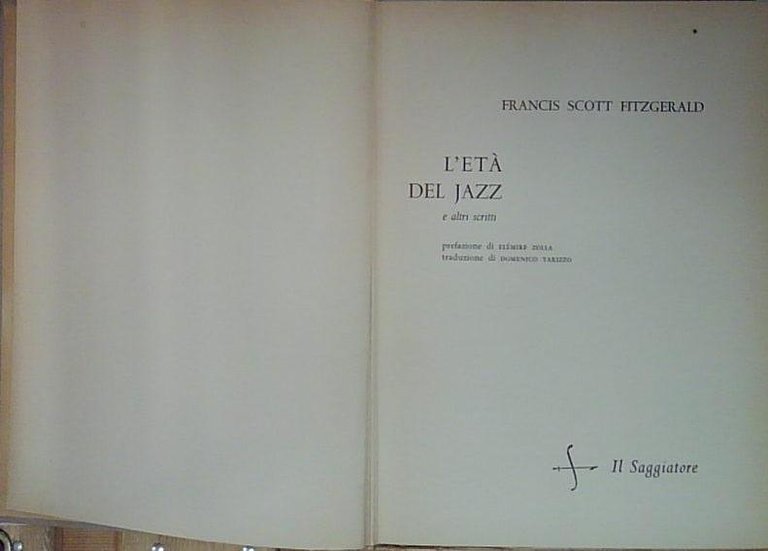 FRANCIS SCOTT FITZGERALD
L'ETÀ
DEL JAZZ
e altri scritti
prefazione di ELÉMIRE ZOLLA
traduzione di DOMENICO TARIZZO
Il Saggiatore